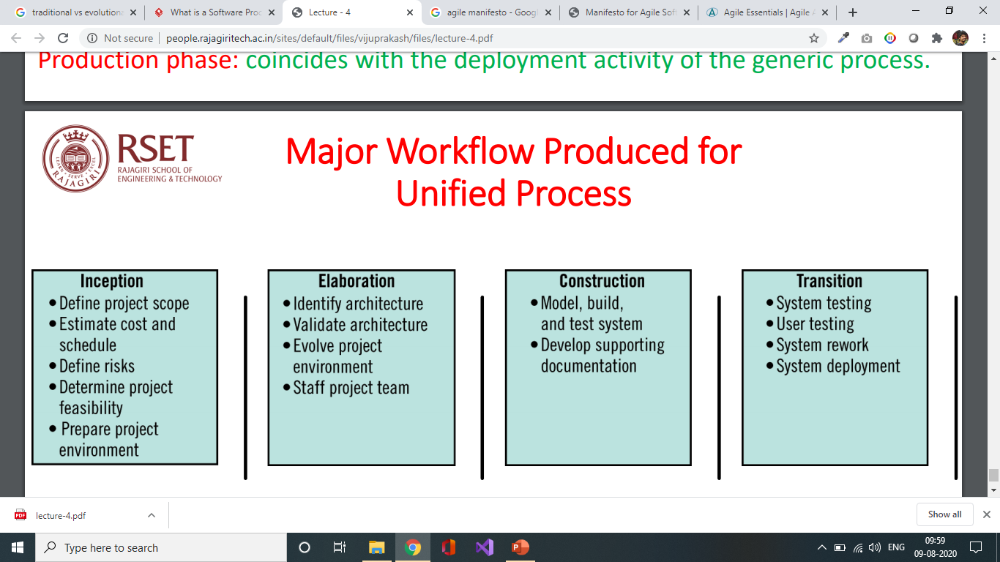 traditional vs evolutiona
What is a Software Proc
Lecture - 4
agile manifesto - Googl
Manifesto for Agile Soft
Agile Essentials | Agile A
Not secure
people.rajagiritech.ac.in/sites/default/files/vijuprakash/files/lecture-4.pdf
Production phase: coincides with the deployment activity of the generic process.
RSET
RAJAGIRI SCHOOL OF
ENGINEERING & TECHNOLOGY
LEARN · SERVE · EXCEL
RAJAGIRI
Major Workflow Produced for
Unified Process
Inception
• Define project scope
• Estimate cost and
schedule
• Define risks
• Determine project
feasibility
• Prepare project
environment
Elaboration
• Identify architecture
• Validate architecture
• Evolve project
environment
• Staff project team
Construction
• Model, build,
and test system
• Develop supporting
documentation
Transition
• System testing
• User testing
• System rework
• System deployment
PDF
lecture-4.pdf
Show all
Type here to search
ENG
09:59
09-08-2020